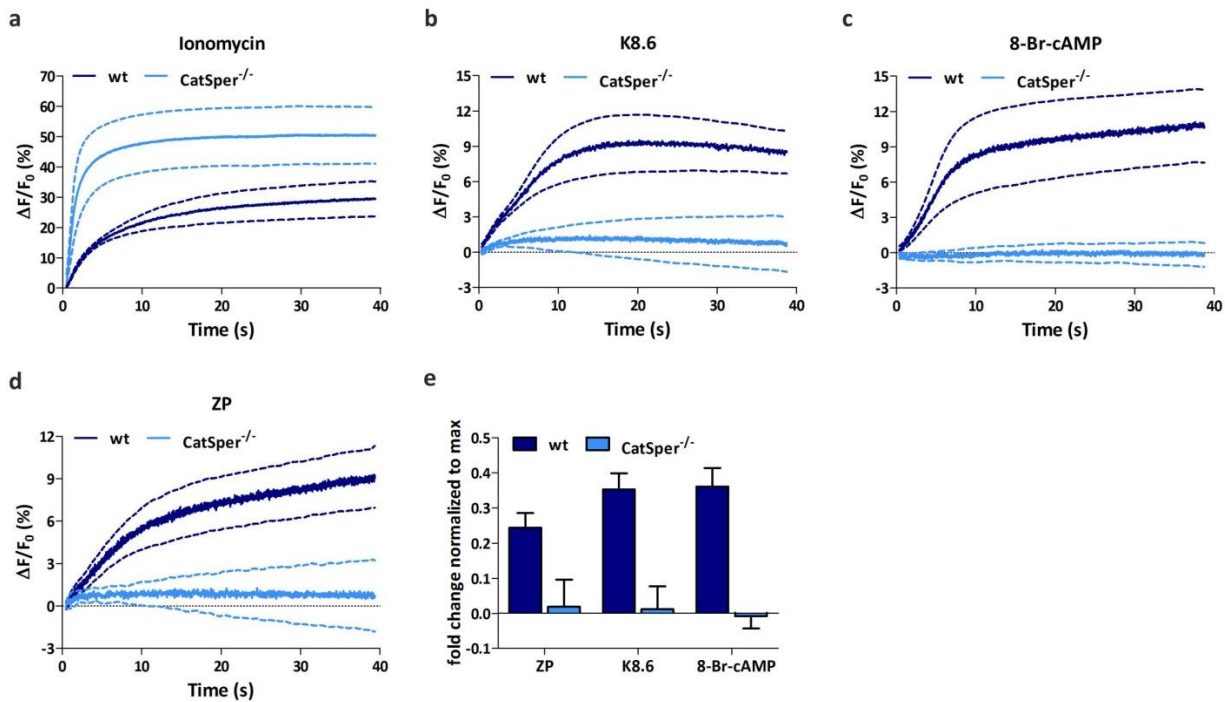 a
Ionomycin
wt CatSper-/-
ΔF/F0 (%)
70
60
50
40
30
20
10
0
0 10 20 30 40
Time (s)
b
K8.6
wt CatSper-/-
ΔF/F0 (%)
15
12
9
6
3
0
-3
0 10 20 30 40
Time (s)
c
8-Br-cAMP
wt CatSper-/-
ΔF/F0 (%)
15
12
9
6
3
0
-3
0 10 20 30 40
Time (s)
d
ZP
wt CatSper-/-
ΔF/F0 (%)
12
9
6
3
0
-3
0 10 20 30 40
Time (s)
e
wt CatSper-/-
fold change normalized to max
0.5
0.4
0.3
0.2
0.1
0.0
-0.1
ZP K8.6 8-Br-cAMP